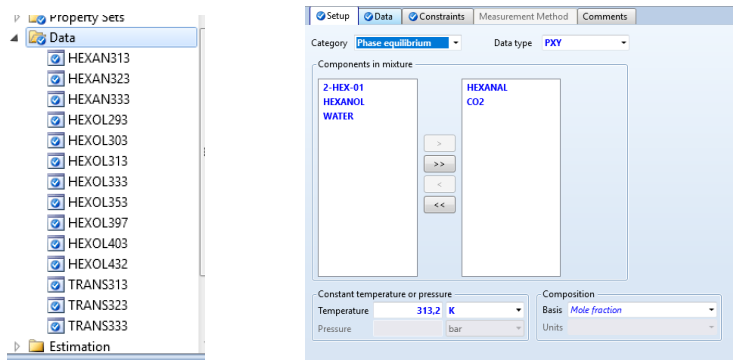 Property Sets
Data
HEXAN313
HEXAN323
HEXAN333
HEXOL293
HEXOL303
HEXOL313
HEXOL333
HEXOL353
HEXOL397
HEXOL403
HEXOL432
TRANS313
TRANS323
TRANS333
Estimation
Setup Data Constraints Measurement Method Comments
Category Phase equilibrium Data type PXY
Components in mixture
2-HEX-01 HEXANAL
HEXANOL CO2
WATER
>
>>
<
<<
Constant temperature or pressure Composition
Temperature 313,2 K Basis Mole fraction
Pressure bar Units